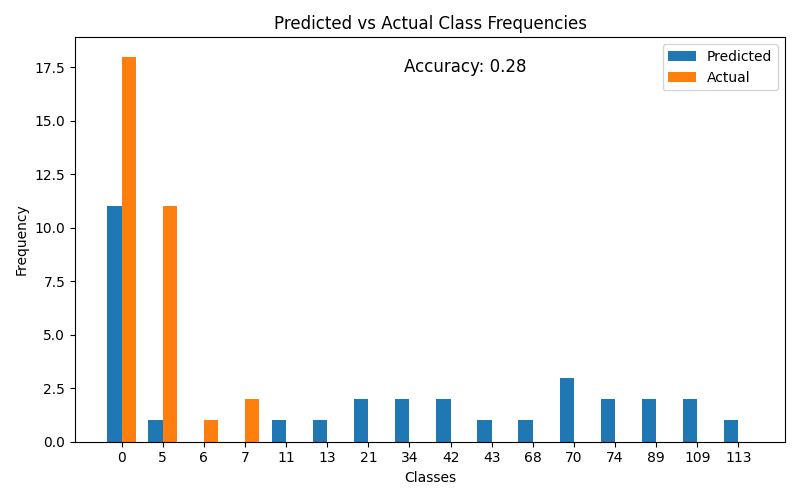 Predicted vs Actual Class Frequencies
Accuracy: 0.28
Predicted
Actual
17.5
15.0
12.5
10.0
7.5
5.0
2.5
0.0
Frequency
0 5 6 7 11 13 21 34 42 43 68 70 74 89 109 113
Classes